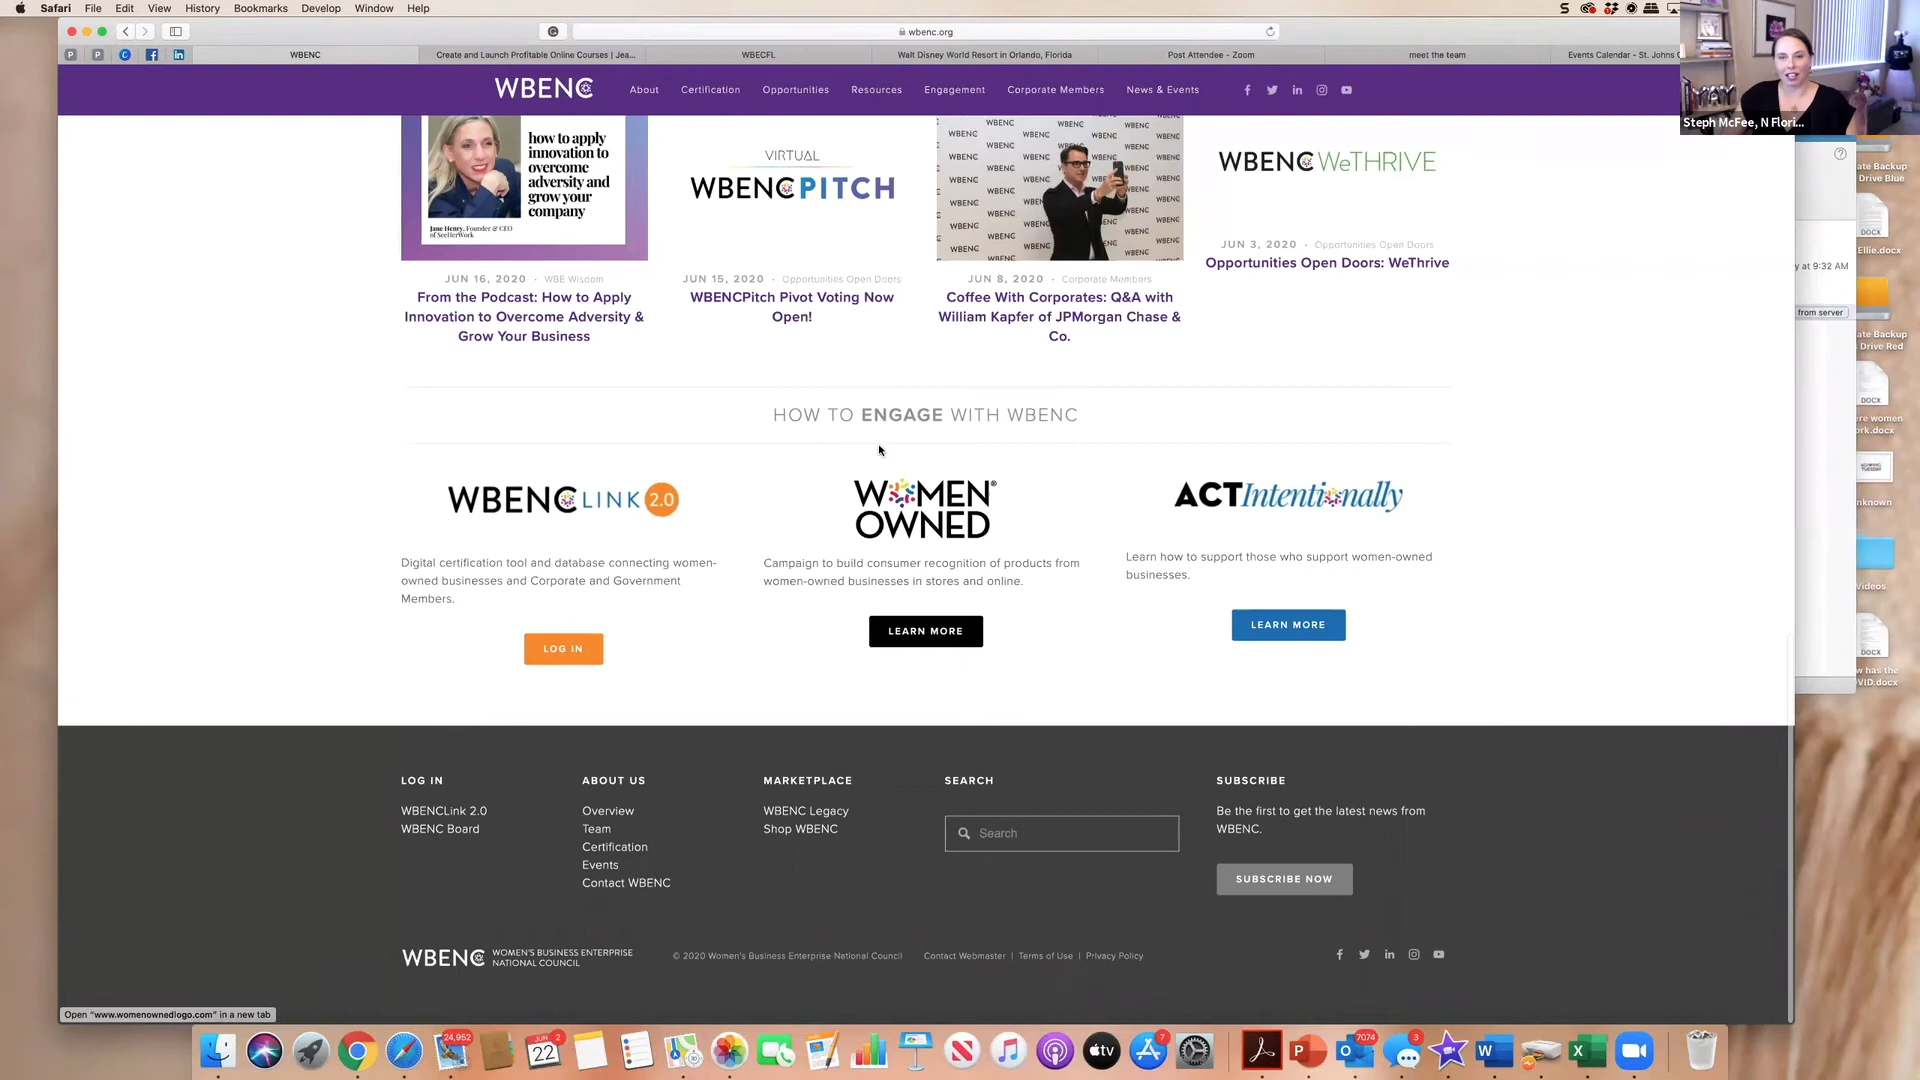 Safari File Edit View History Bookmarks Develop Window Help
wbenc.org
WBENC
Create and Launch Profitable Online Courses | Jea...
WBECFL
Walt Disney World Resort in Orlando, Florida
Post Attendee - Zoom
meet the team
Events Calendar - St. Johns
Steph McFee, N Flori...
WBENC
About Certification Opportunities Resources Engagement Corporate Members News & Events
how to apply
innovation to
overcome
adversity and
grow your
company
Jane Henry, Founder & CEO
of SeeHerWork
JUN 16, 2020 · WBE Wisdom
From the Podcast: How to Apply
Innovation to Overcome Adversity &
Grow Your Business
VIRTUAL
WBENCPITCH
JUN 15, 2020 · Opportunities Open Doors
WBENCPitch Pivot Voting Now
Open!
WBENC WBENC WBENC WBENC
JUN 8, 2020 · Corporate Members
Coffee With Corporates: Q&A with
William Kapfer of JPMorgan Chase &
Co.
WBENCWeTHRIVE
JUN 3, 2020 · Opportunities Open Doors
Opportunities Open Doors: WeThrive
HOW TO ENGAGE WITH WBENC
WBENCLINK 2.0
Digital certification tool and database connecting women-
owned businesses and Corporate and Government
Members.
LOG IN
WOMEN®
OWNED
Campaign to build consumer recognition of products from
women-owned businesses in stores and online.
LEARN MORE
ACTIntentionally
Learn how to support those who support women-owned
businesses.
LEARN MORE
LOG IN
WBENCLink 2.0
WBENC Board
ABOUT US
Overview
Team
Certification
Events
Contact WBENC
MARKETPLACE
WBENC Legacy
Shop WBENC
SEARCH
Search
SUBSCRIBE
Be the first to get the latest news from
WBENC.
SUBSCRIBE NOW
WBENC WOMEN'S BUSINESS ENTERPRISE
NATIONAL COUNCIL
© 2020 Women's Business Enterprise National Council
Contact Webmaster | Terms of Use | Privacy Policy
Open "www.womenownedlogo.com" in a new tab
ate Backup
Drive Blue
DOCX
Ellie.docx
y at 9:32 AM
from server
ate Backup
Drive Red
DOCX
ere women
ork.docx
nknown
Videos
DOCX
w has the
VID.docx
24,952
JUN 2
22
tv
7
7074
3